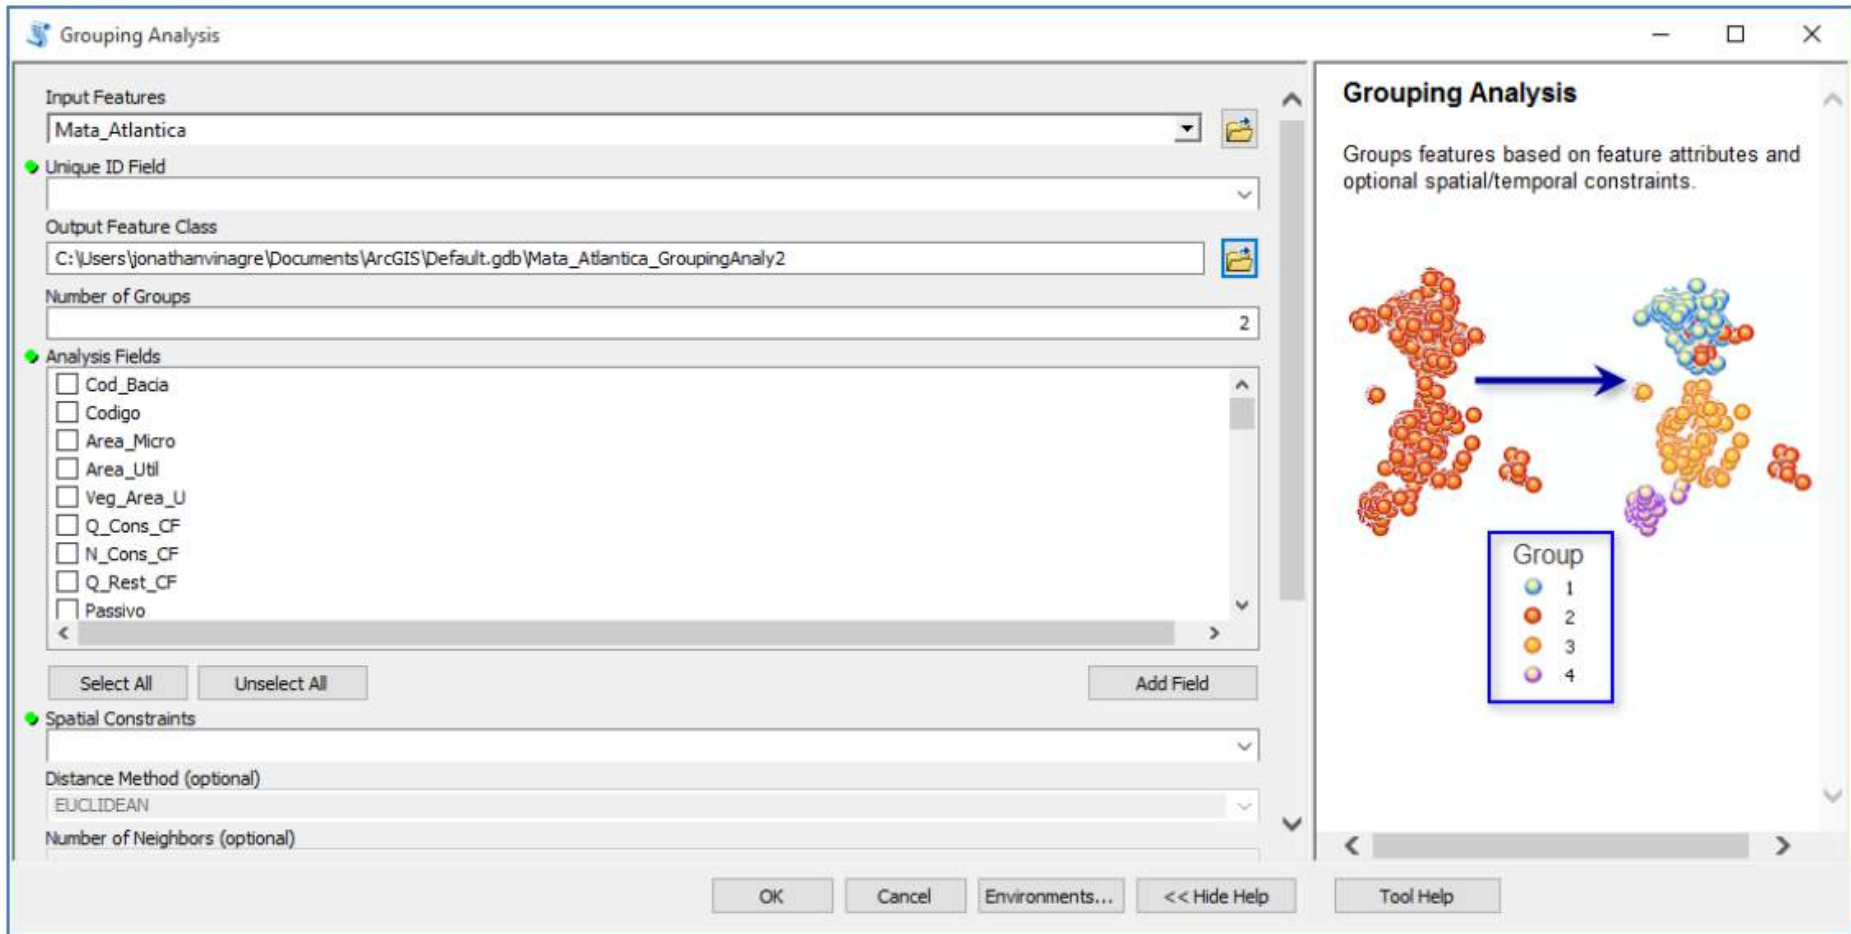 Grouping Analysis
Input Features
Mata_Atlantica
Unique ID Field
Output Feature Class
C:\Users\jonathanvinagre\Documents\ArcGIS\Default.gdb\Mata_Atlantica_GroupingAnaly2
Number of Groups
2
Analysis Fields
Cod_Bacia
Codigo
Area_Micro
Area_Util
Veg_Area_U
Q_Cons_CF
N_Cons_CF
Q_Rest_CF
Passivo
Select All
Unselect All
Add Field
Spatial Constraints
Distance Method (optional)
EUCLIDEAN
Number of Neighbors (optional)
OK
Cancel
Environments...
<< Hide Help
Tool Help
Grouping Analysis
Groups features based on feature attributes and
optional spatial/temporal constraints.
Group
1
2
3
4